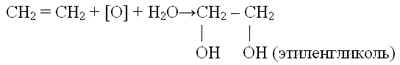 CH₂ = CH₂ + [O] + H₂O→CH₂ – CH₂
|        |
OH     OH (этиленгликоль)